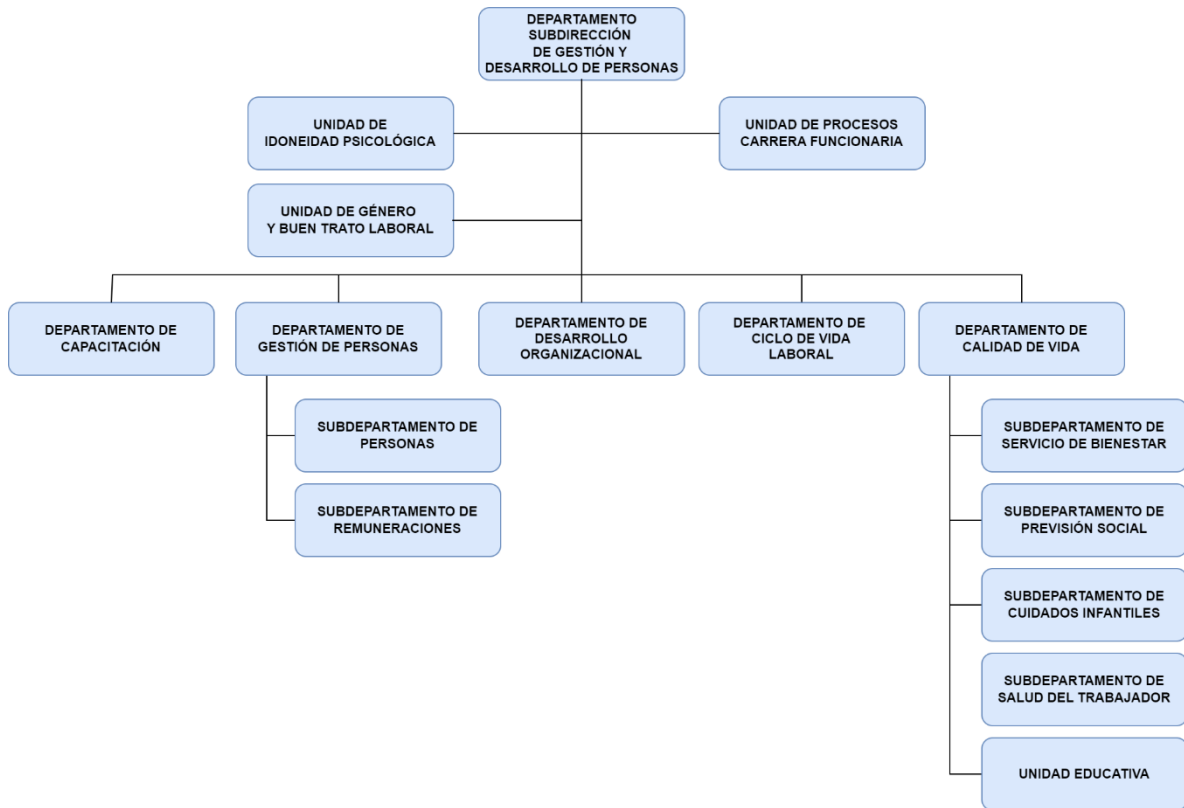 DEPARTAMENTO
SUBDIRECCIÓN
DE GESTIÓN Y
DESARROLLO DE PERSONAS
UNIDAD DE
IDONEIDAD PSICOLÓGICA
UNIDAD DE PROCESOS
CARRERA FUNCIONARIA
UNIDAD DE GÉNERO
Y BUEN TRATO LABORAL
DEPARTAMENTO DE
CAPACITACIÓN
DEPARTAMENTO DE
GESTIÓN DE PERSONAS
DEPARTAMENTO DE
DESARROLLO
ORGANIZACIONAL
DEPARTAMENTO DE
CICLO DE VIDA
LABORAL
DEPARTAMENTO DE
CALIDAD DE VIDA
SUBDEPARTAMENTO DE
PERSONAS
SUBDEPARTAMENTO DE
REMUNERACIONES
SUBDEPARTAMENTO DE
SERVICIO DE BIENESTAR
SUBDEPARTAMENTO DE
PREVISIÓN SOCIAL
SUBDEPARTAMENTO DE
CUIDADOS INFANTILES
SUBDEPARTAMENTO DE
SALUD DEL TRABAJADOR
UNIDAD EDUCATIVA